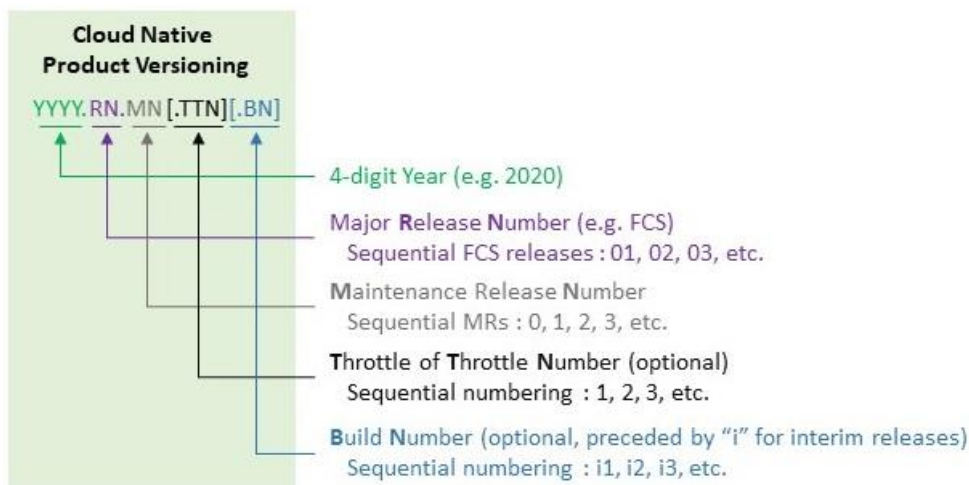 Cloud Native
Product Versioning
YYYY.RN.MN[.TTN][.BN]
4-digit Year (e.g. 2020)
Major Release Number (e.g. FCS)
Sequential FCS releases : 01, 02, 03, etc.
Maintenance Release Number
Sequential MRs : 0, 1, 2, 3, etc.
Throttle of Throttle Number (optional)
Sequential numbering : 1, 2, 3, etc.
Build Number (optional, preceded by “i” for interim releases)
Sequential numbering : i1, i2, i3, etc.